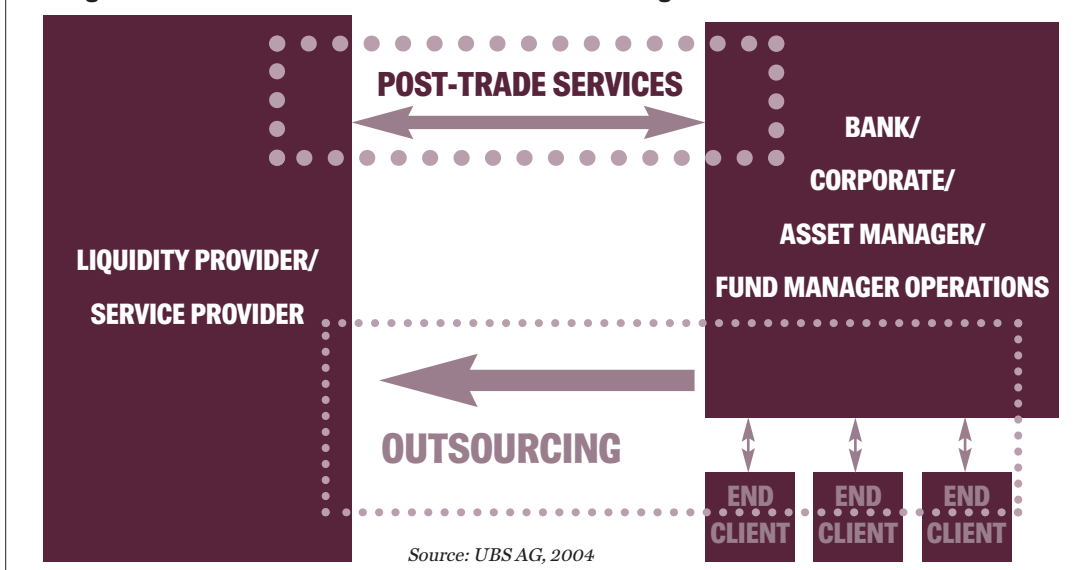 POST-TRADE SERVICES
BANK/
CORPORATE/
ASSET MANAGER/
FUND MANAGER OPERATIONS
LIQUIDITY PROVIDER/
SERVICE PROVIDER
OUTSOURCING
END
CLIENT
END
CLIENT
END
CLIENT
Source: UBS AG, 2004